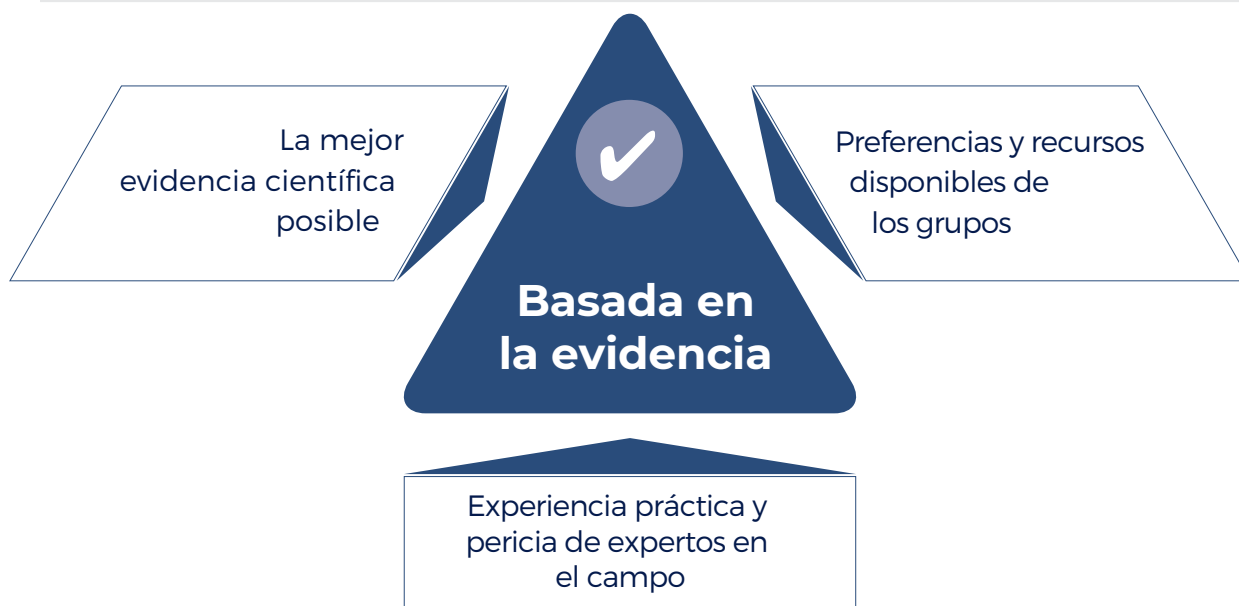 La mejor
evidencia científica
posible
Preferencias y recursos
disponibles de
los grupos
Basada en
la evidencia
Experiencia práctica y
pericia de expertos en
el campo